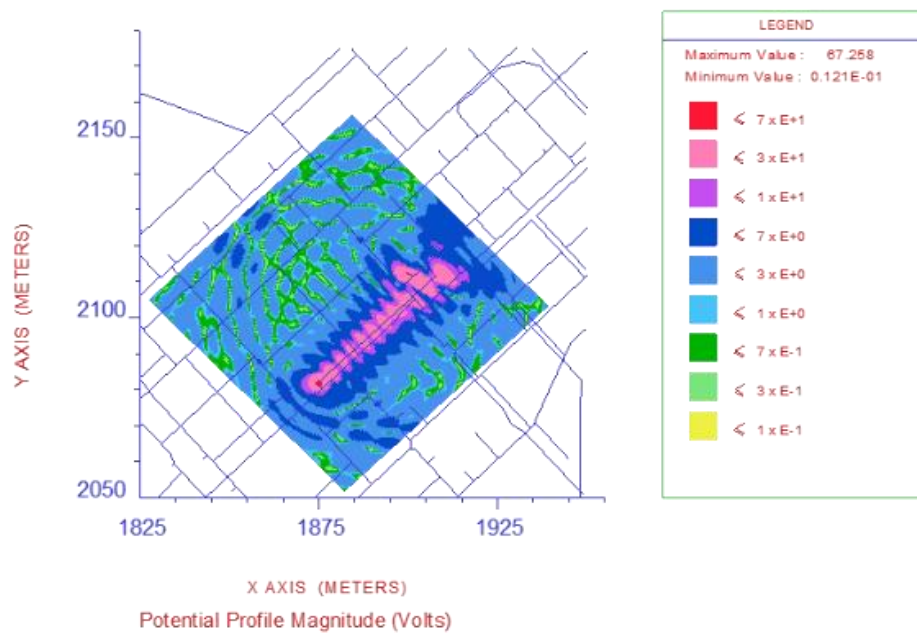 LEGEND
Maximum Value : 67.258
Minimum Value : 0.121E-01
⩽ 7 x E+1
⩽ 3 x E+1
⩽ 1 x E+1
⩽ 7 x E+0
⩽ 3 x E+0
⩽ 1 x E+0
⩽ 7 x E-1
⩽ 3 x E-1
⩽ 1 x E-1
Y AXIS (METERS)
2150
2100
2050
1825 1875 1925
X AXIS (METERS)
Potential Profile Magnitude (Volts)